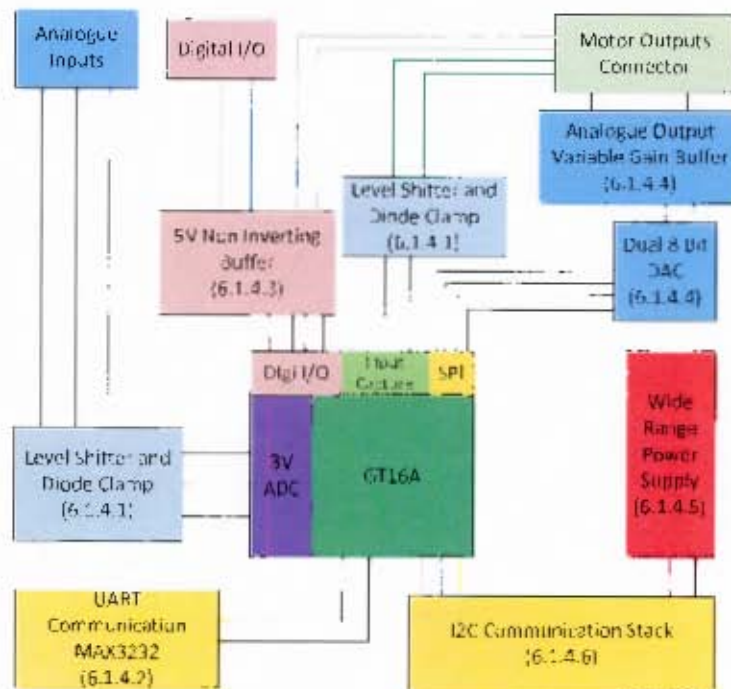 Analogue
Inputs
Digital I/O
Motor Outputs
Connector
Analogue Output
Variable Gain Buffer
(6.1.4.4)
Level Shifter and
Diode Clamp
(6.1.4.1)
5V Non Inverting
Buffer
(6.1.4.3)
Dual 8 Bit
DAC
(6.1.4.4)
Digi I/O
Input
Capture
SPI
3V
ADC
GT16A
Wide
Range
Power
Supply
(6.1.4.5)
Level Shifter and
Diode Clamp
(6.1.4.1)
UART
Communication
MAX3232
(6.1.4.2)
I2C Communication Stack
(6.1.4.6)